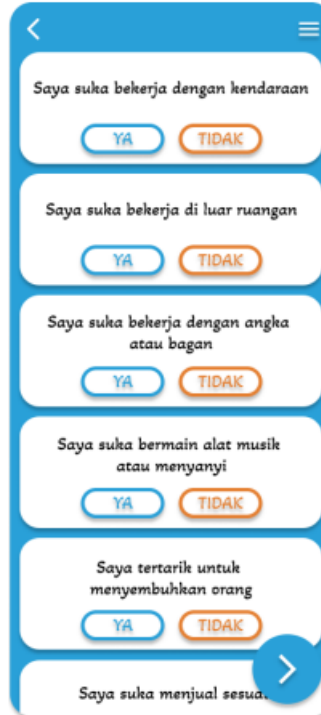 Saya suka bekerja dengan kendaraan
YA TIDAK
Saya suka bekerja di luar ruangan
YA TIDAK
Saya suka bekerja dengan angka
atau bagan
YA TIDAK
Saya suka bermain alat musik
atau menyanyi
YA TIDAK
Saya tertarik untuk
menyembuhkan orang
YA TIDAK
Saya suka menjual